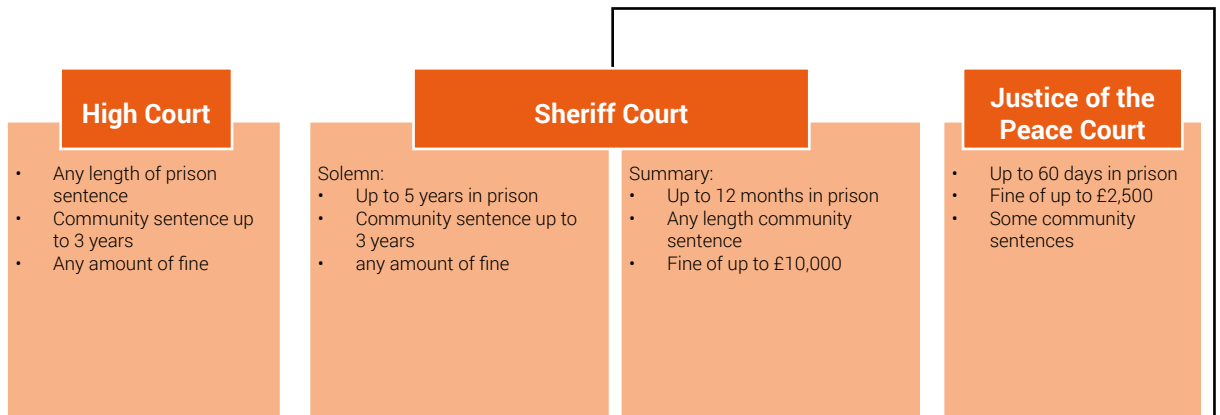 High Court
• Any length of prison
sentence
• Community sentence up
to 3 years
• Any amount of fine
Sheriff Court
Solemn:
• Up to 5 years in prison
• Community sentence up to
3 years
• any amount of fine
Summary:
• Up to 12 months in prison
• Any length community
sentence
• Fine of up to £10,000
Justice of the
Peace Court
• Up to 60 days in prison
• Fine of up to £2,500
• Some community
sentences